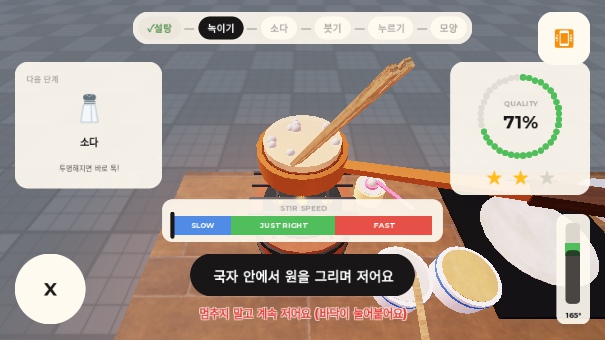 ✓설탕
녹이기
소다
붓기
누르기
모양
다음 단계
소다
투명해지면 바로 톡!
QUALITY
71%
STIR SPEED
SLOW
JUST RIGHT
FAST
X
국자 안에서 원을 그리며 저어요
멈추지 말고 계속 저어요 (바닥이 눌어붙어요)
165°